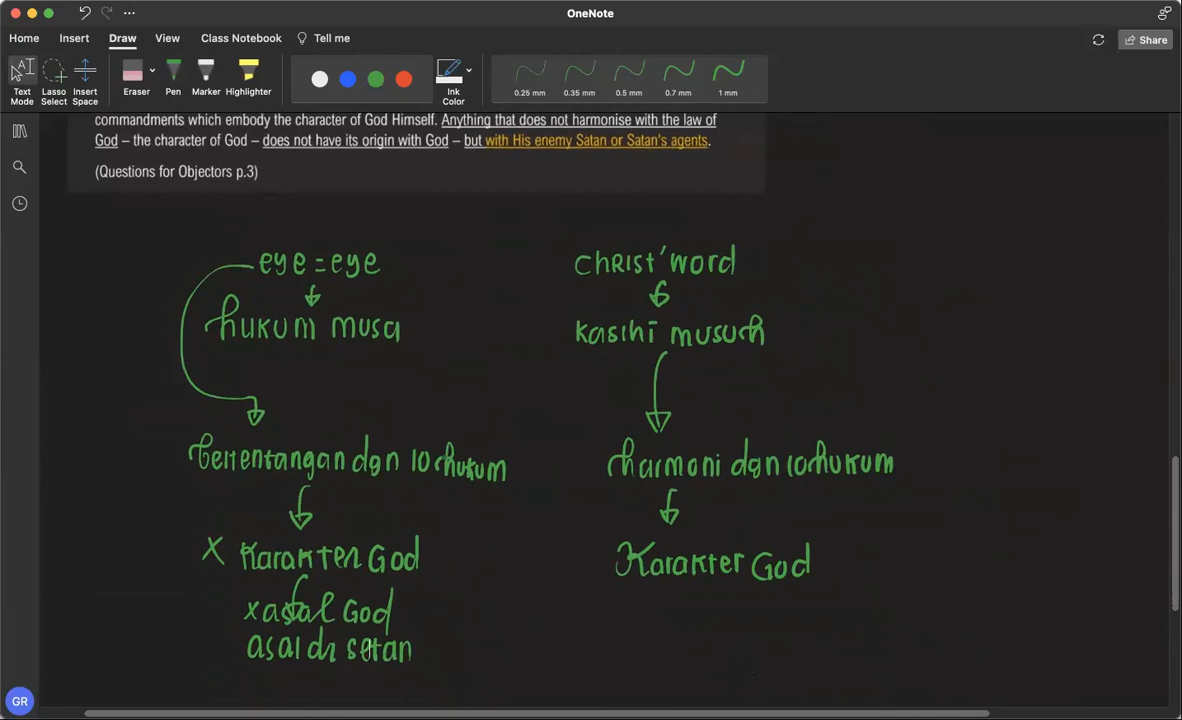 OneNote
Home Insert Draw View Class Notebook Tell me
Share
Text Mode
Lasso Select
Insert Space
Eraser
Pen
Marker
Highlighter
Ink Color
0.25 mm 0.35 mm 0.5 mm 0.7 mm 1 mm
commandments which embody the character of God Himself. Anything that does not harmonise with the law of
God – the character of God – does not have its origin with God – but with His enemy Satan or Satan's agents.
(Questions for Objectors p.3)
eye = eye
hukum musa
bertentangan dgn 10 hukum
X Karakter God
x asal God
asal dr setan
CHRIST' WORD
kasihi musuh
harmoni dgn 10 hukum
Karakter God
GR